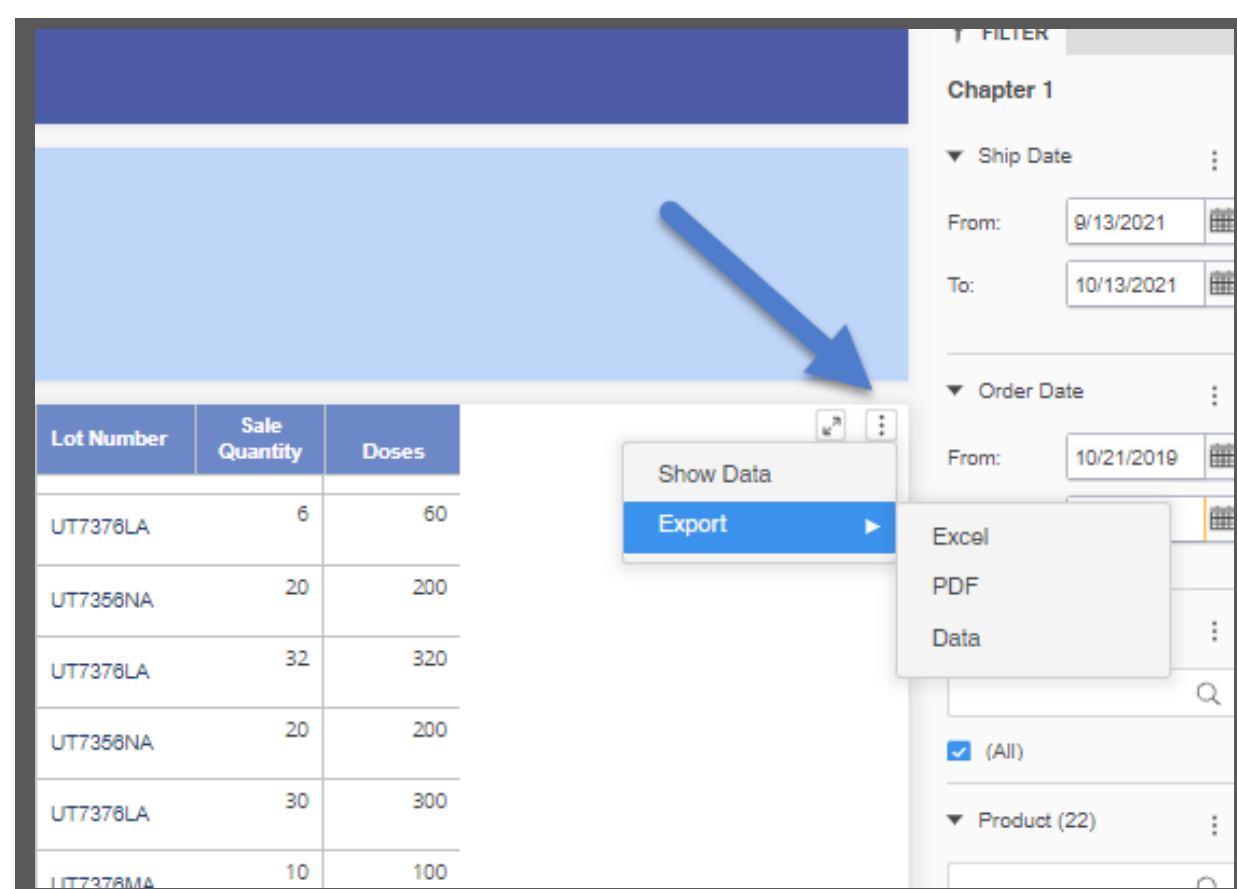 FILTER
Chapter 1
Ship Date
From: 9/13/2021
To: 10/13/2021
Order Date
From: 10/21/2019
Lot Number Sale Quantity Doses
Show Data
Export
Excel
PDF
Data
UT7376LA 6 60
UT7356NA 20 200
UT7376LA 32 320
UT7356NA 20 200
UT7376LA 30 300
UT7376MA 10 100
(All)
Product (22)